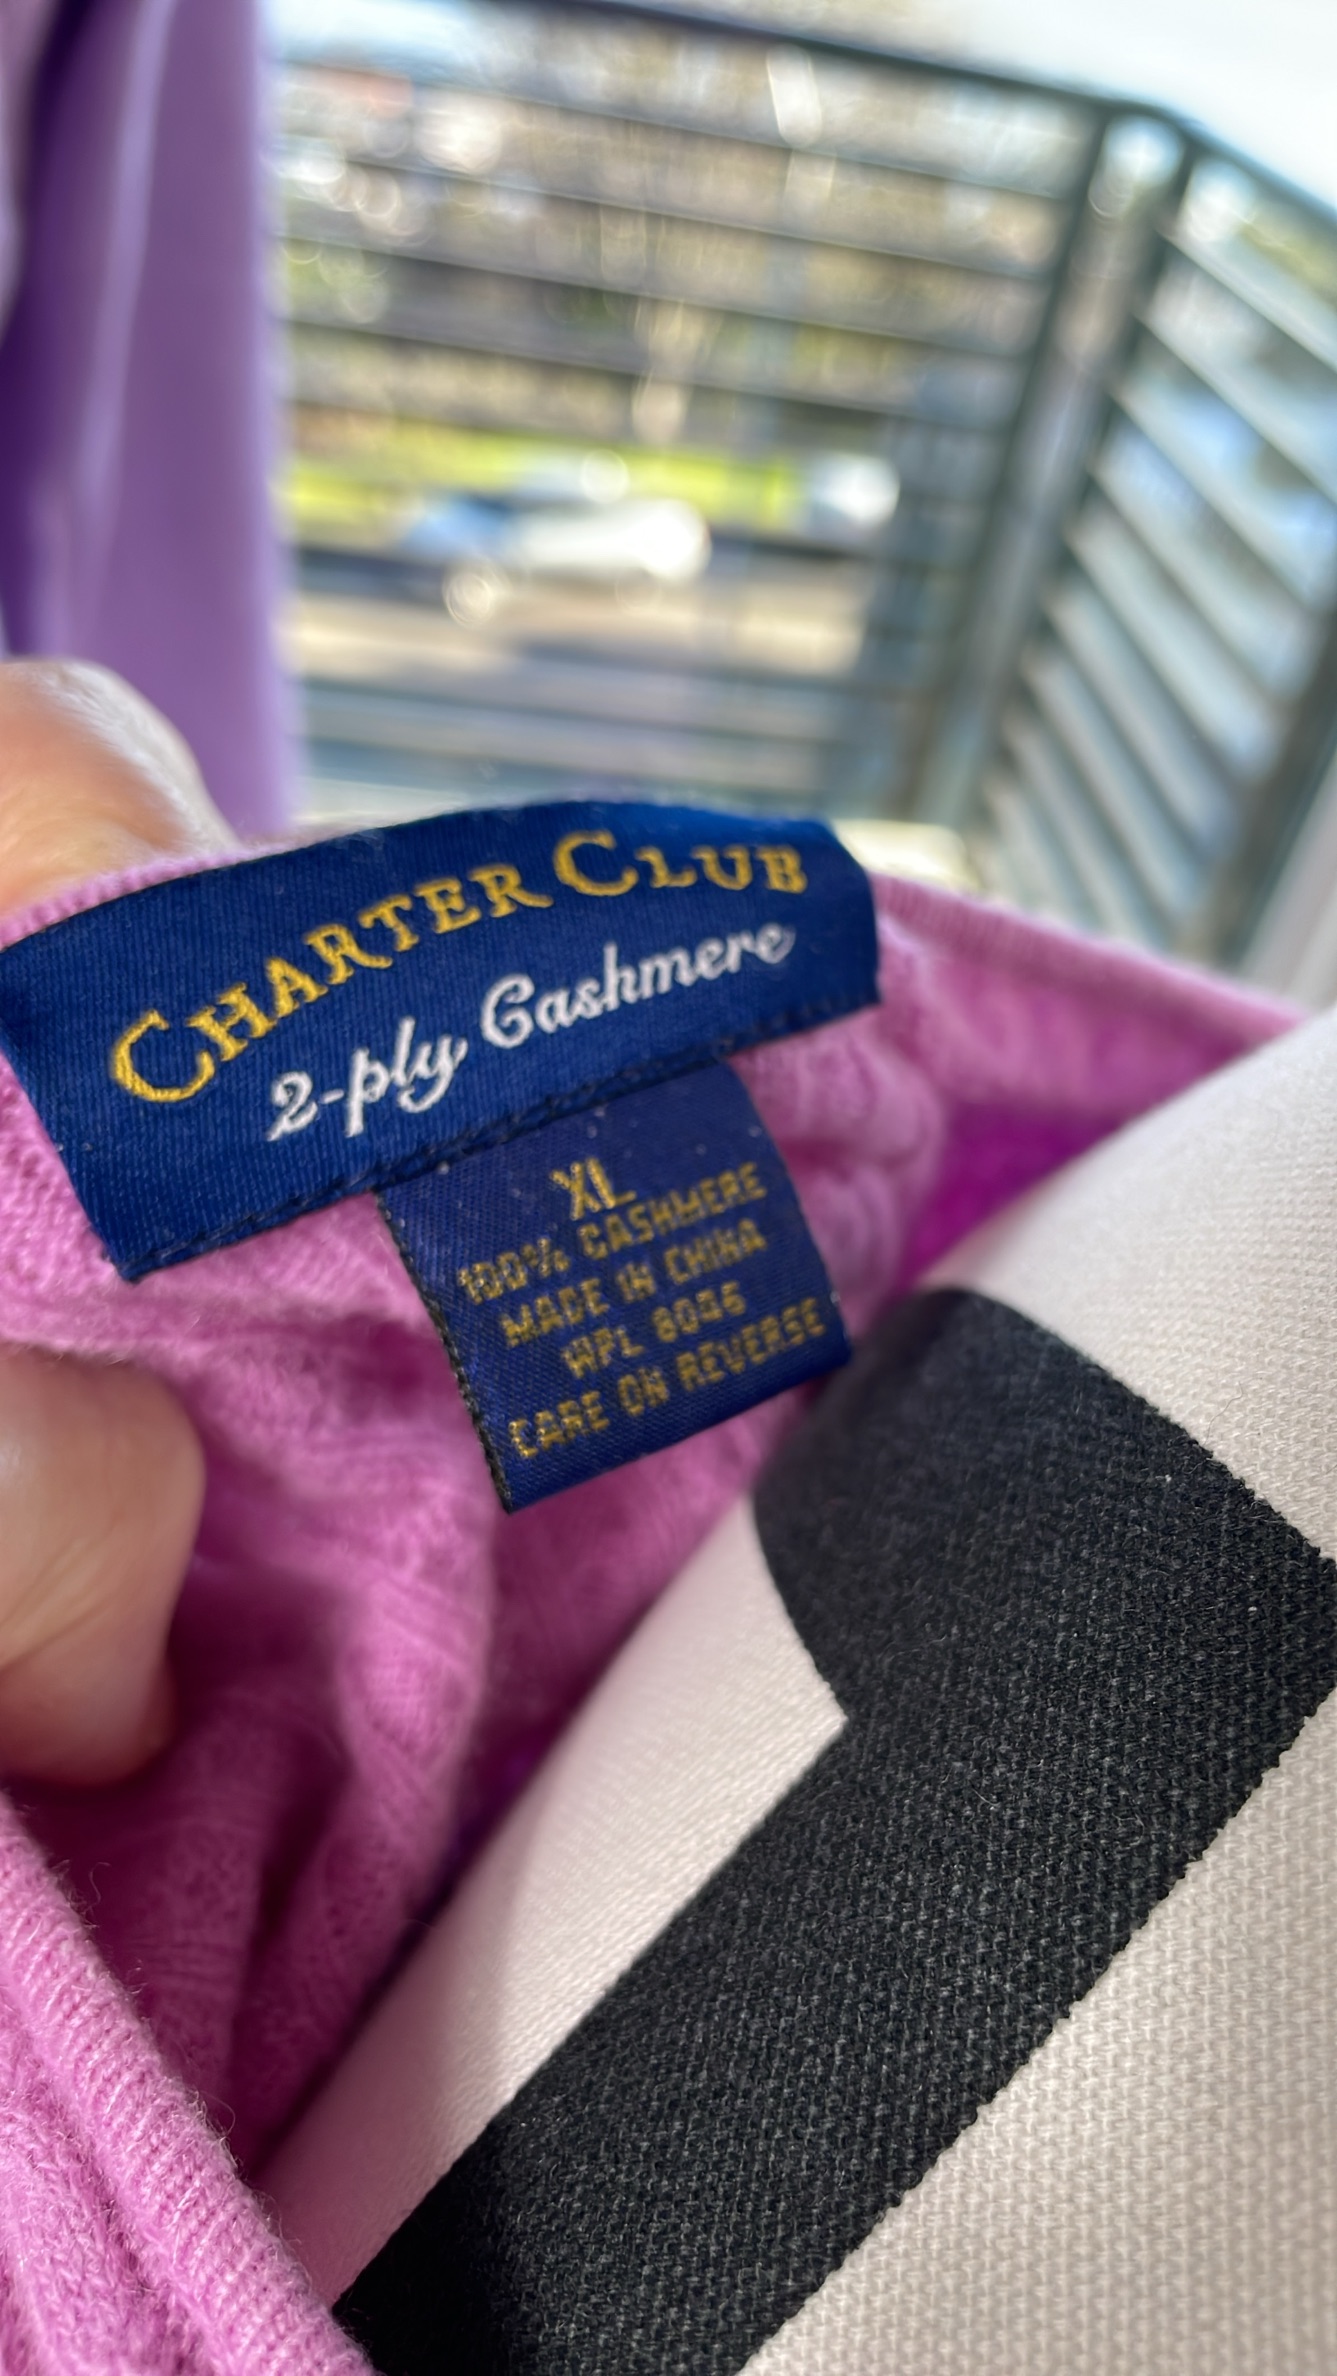 CHARTER CLUB
2-ply Cashmere
XL
100% CASHMERE
MADE IN CHINA
WPL 8046
CARE ON REVERSE